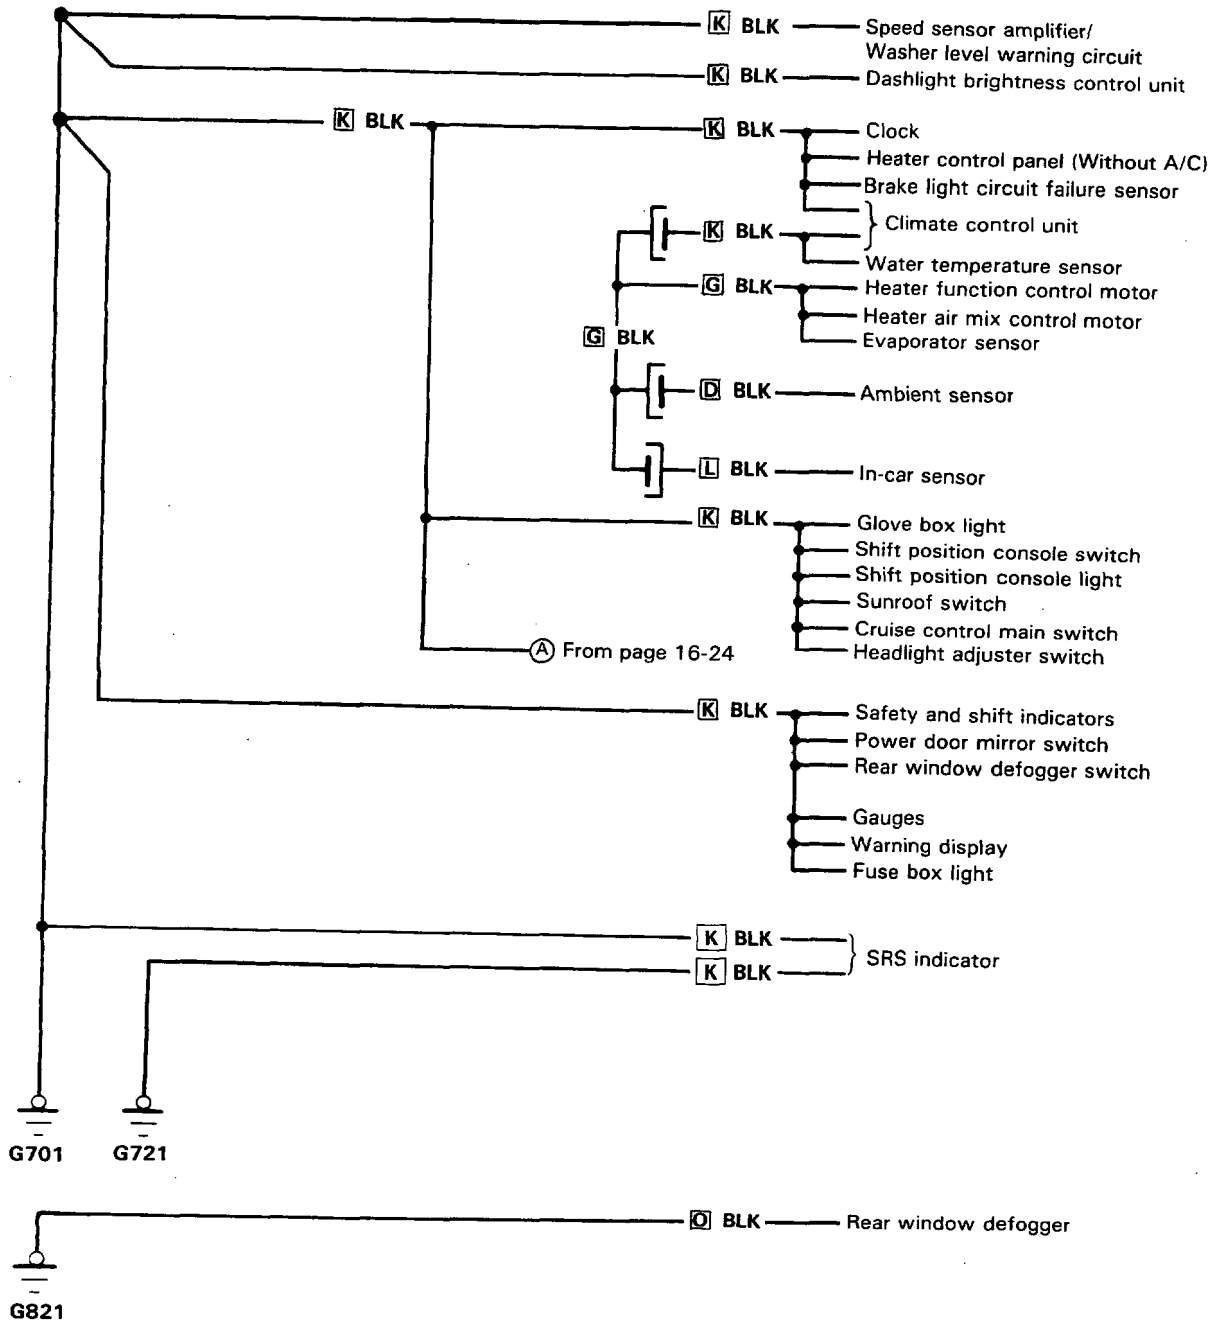 K BLK Speed sensor amplifier/
Washer level warning circuit
K BLK Dashlight brightness control unit
K BLK K BLK Clock
Heater control panel (Without A/C)
Brake light circuit failure sensor
Climate control unit
K BLK
Water temperature sensor
G BLK Heater function control motor
Heater air mix control motor
G BLK
Evaporator sensor
D BLK Ambient sensor
L BLK In-car sensor
K BLK Glove box light
Shift position console switch
Shift position console light
Sunroof switch
Cruise control main switch
A From page 16-24
Headlight adjuster switch
K BLK Safety and shift indicators
Power door mirror switch
Rear window defogger switch
Gauges
Warning display
Fuse box light
K BLK
SRS indicator
K BLK
G701 G721
O BLK Rear window defogger
G821